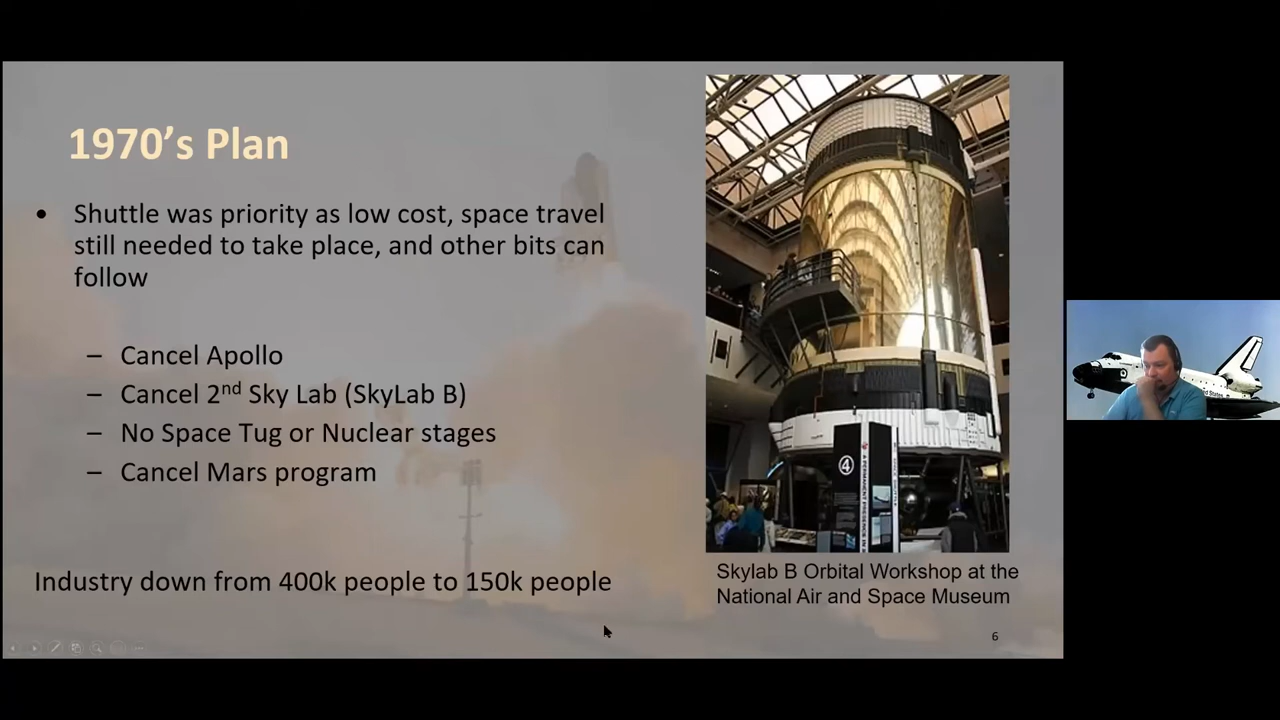 1970’s Plan
• Shuttle was priority as low cost, space travel
still needed to take place, and other bits can
follow
– Cancel Apollo
– Cancel 2nd Sky Lab (SkyLab B)
– No Space Tug or Nuclear stages
– Cancel Mars program
Industry down from 400k people to 150k people
4
Skylab B Orbital Workshop at the
National Air and Space Museum
6